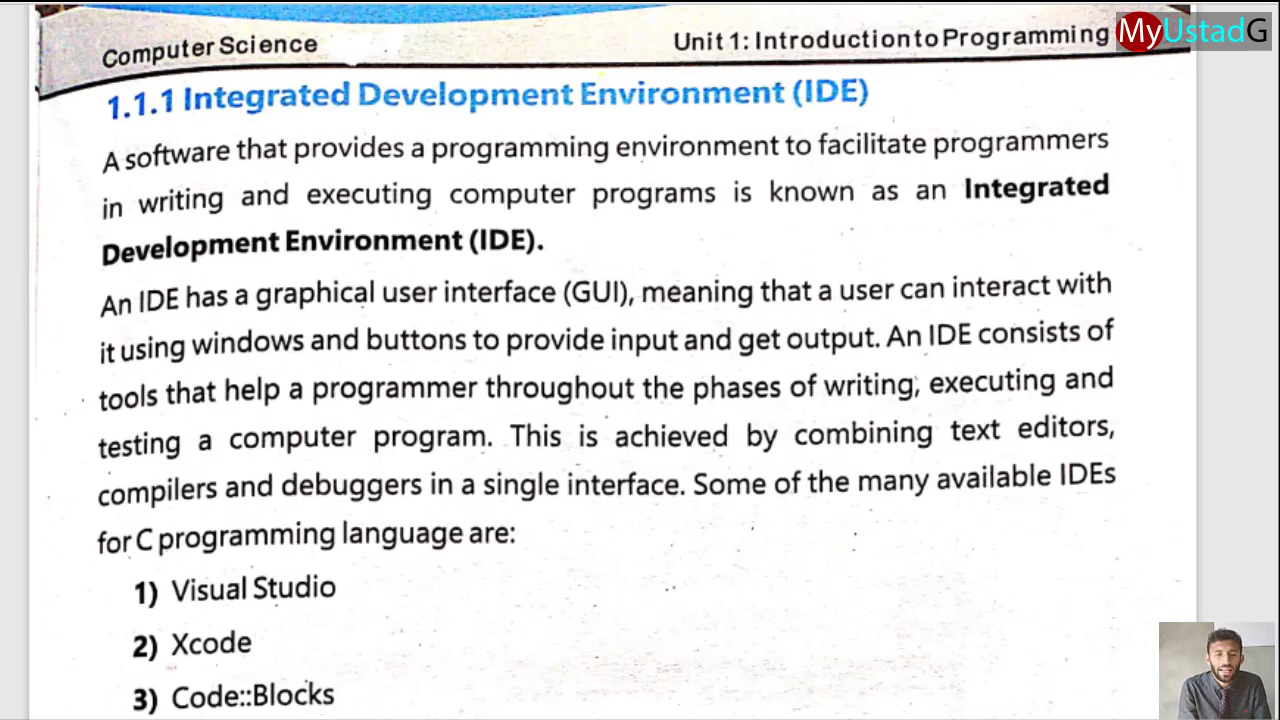 Computer Science
Unit 1: Introduction to Programming
MyUstadG
1.1.1 Integrated Development Environment (IDE)
A software that provides a programming environment to facilitate programmers
in writing and executing computer programs is known as an Integrated
Development Environment (IDE).
An IDE has a graphical user interface (GUI), meaning that a user can interact with
it using windows and buttons to provide input and get output. An IDE consists of
tools that help a programmer throughout the phases of writing, executing and
testing a computer program. This is achieved by combining text editors,
compilers and debuggers in a single interface. Some of the many available IDEs
for C programming language are:
1) Visual Studio
2) Xcode
3) Code::Blocks